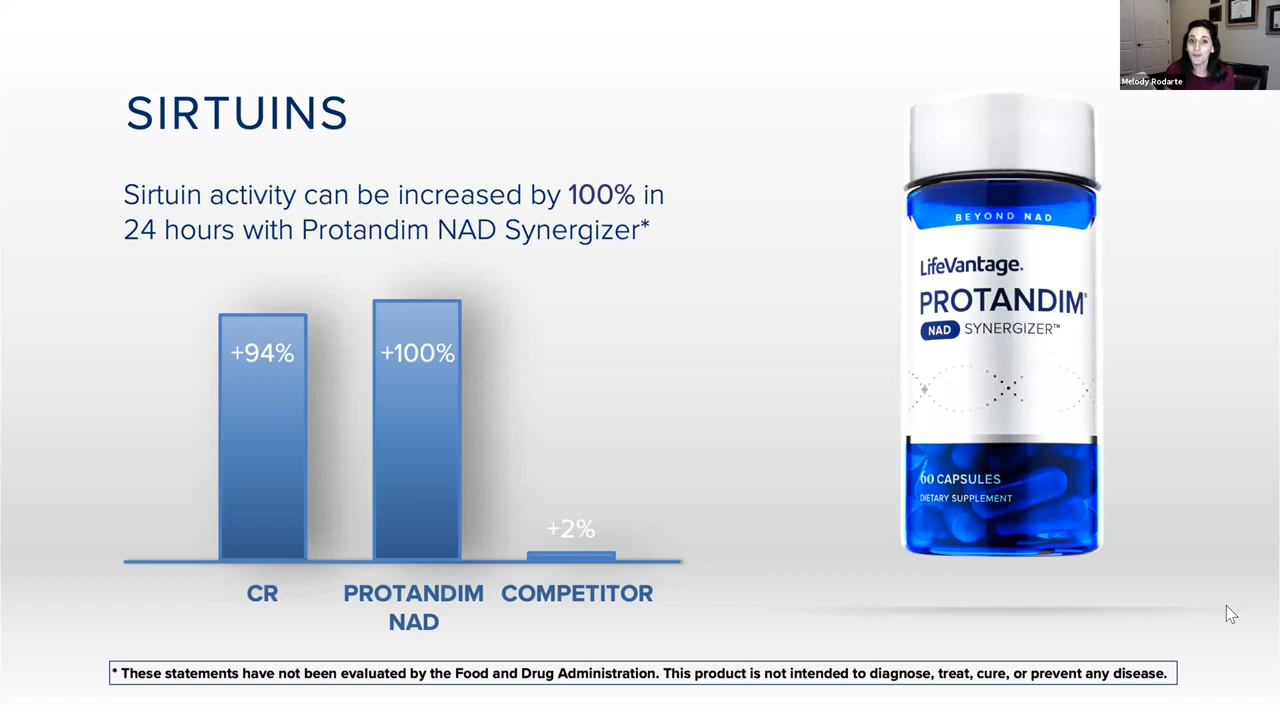 Melody Rodarte
SIRTUINS
Sirtuin activity can be increased by 100% in
24 hours with Protandim NAD Synergizer*
+94%
+100%
+2%
CR
PROTANDIM
NAD
COMPETITOR
BEYOND NAD
LifeVantage.
PROTANDIM®
NAD SYNERGIZER™
60 CAPSULES
DIETARY SUPPLEMENT
* These statements have not been evaluated by the Food and Drug Administration. This product is not intended to diagnose, treat, cure, or prevent any disease.